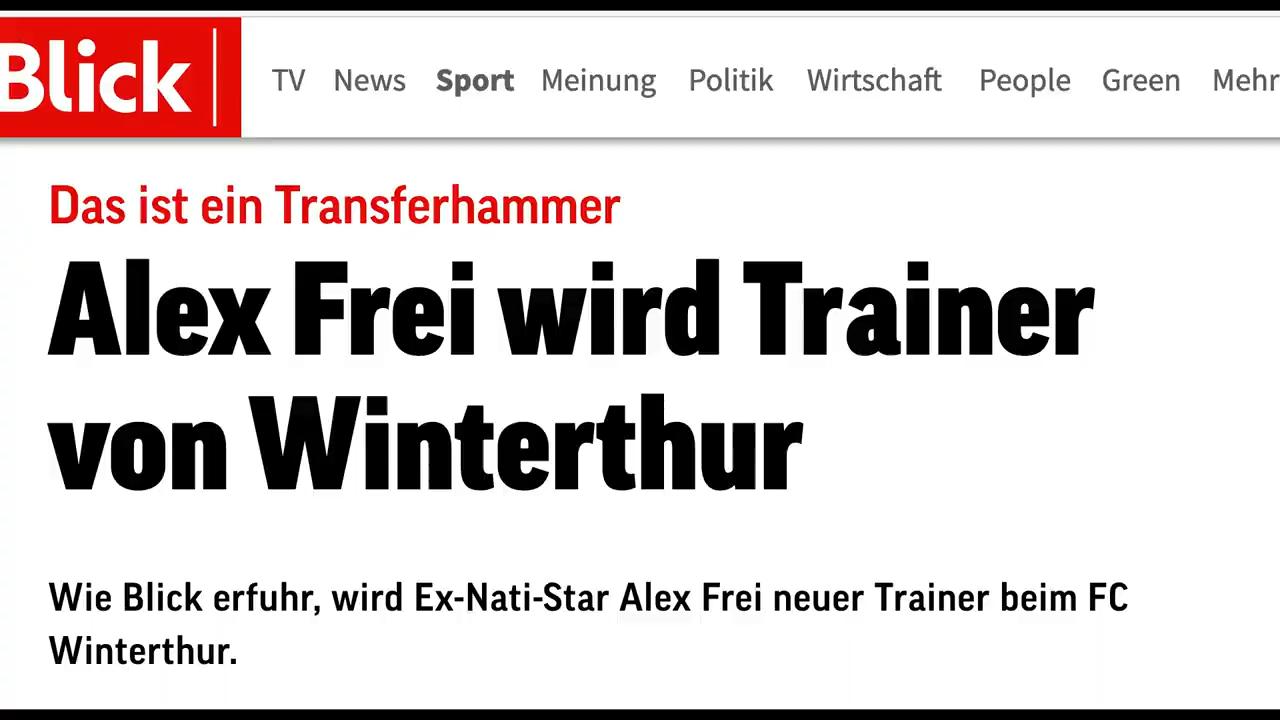 Blick
TV News Sport Meinung Politik Wirtschaft People Green Mehr
Das ist ein Transferhammer
Alex Frei wird Trainer
von Winterthur
Wie Blick erfuhr, wird Ex-Nati-Star Alex Frei neuer Trainer beim FC
Winterthur.